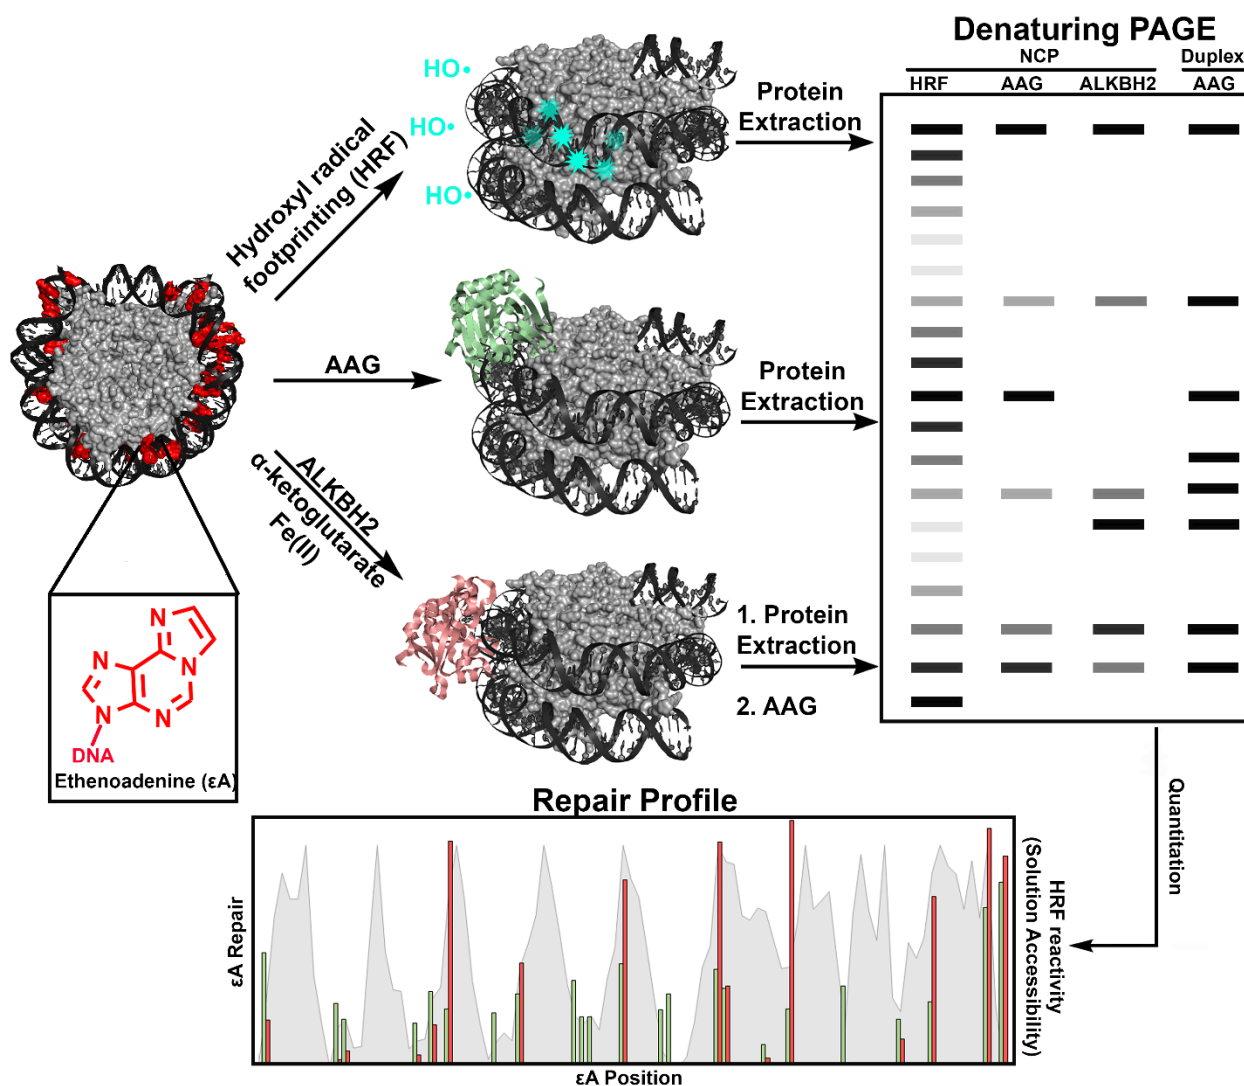 Denaturing PAGE
NCP
Duplex
HRF
AAG
ALKBH2
AAG
HO•
HO•
HO•
Hydroxyl radical
footprinting (HRF)
Protein
Extraction
AAG
Protein
Extraction
ALKBH2
α-ketoglutarate
Fe(II)
1. Protein
Extraction
2. AAG
N
N
N
N
N
DNA
Ethenoadenine (εA)
Quantitation
Repair Profile
εA Repair
HRF reactivity
(Solution Accessibility)
εA Position